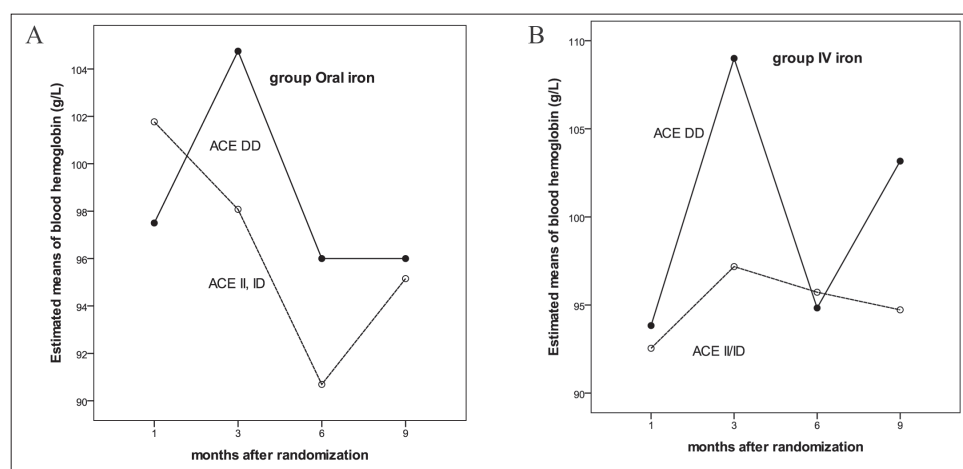 A
Estimated means of blood hemoglobin (g/L)
104
102
100
98
96
95
91
90
group Oral iron
ACE DD
ACE II, ID
1 3 6 9
months after randomization
B
Estimated means of blood hemoglobin (g/L)
110
105
100
95
90
group IV iron
ACE DD
ACE II/ID
1 3 6 9
months after randomization